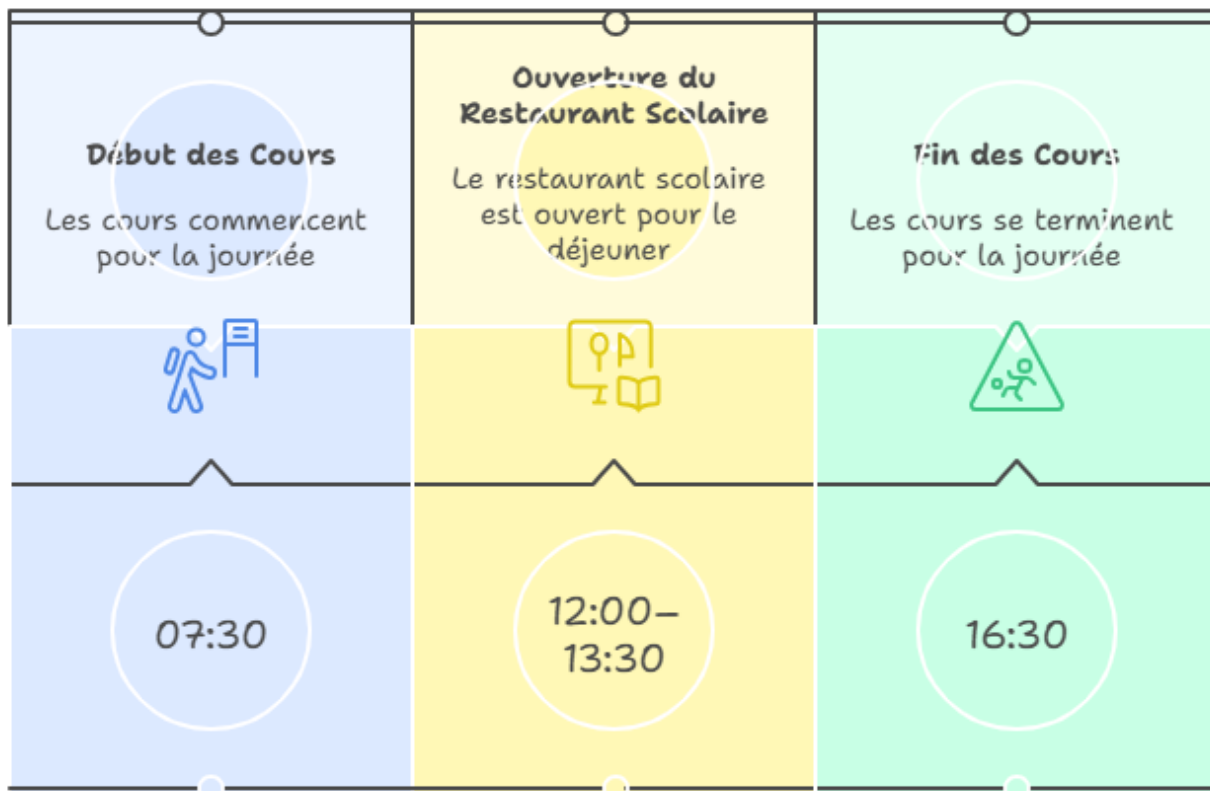 Début des Cours
Les cours commencent
pour la journée
07:30
Ouverture du
Restaurant Scolaire
Le restaurant scolaire
est ouvert pour le
déjeuner
12:00–
13:30
Fin des Cours
Les cours se terminent
pour la journée
16:30